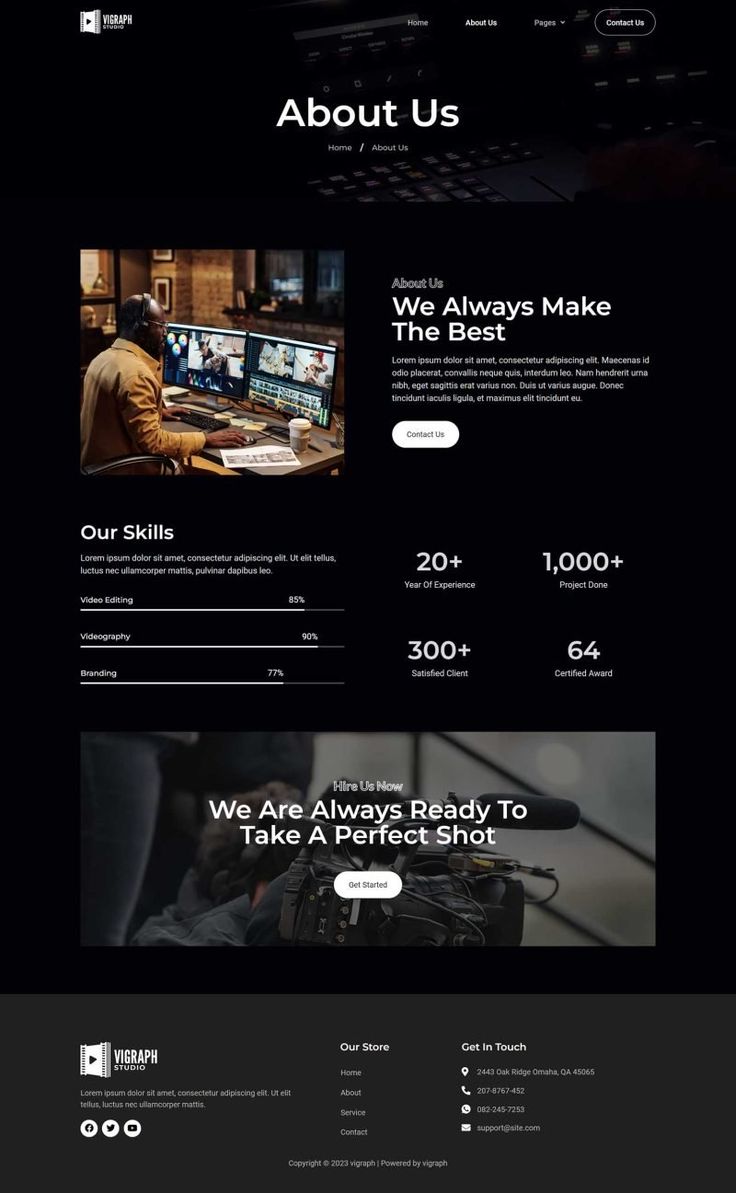 VIGRAPH
STUDIO
Home
About Us
Pages
Contact Us
About Us
Home / About Us
About Us
We Always Make
The Best
Lorem ipsum dolor sit amet, consectetur adipiscing elit. Maecenas id
odio placerat, convallis neque quis, interdum leo. Nam hendrerit urna
nibh, eget sagittis erat varius non. Duis ut varius augue. Donec
tincidunt iaculis ligula, et maximus elit tincidunt eu.
Contact Us
Our Skills
Lorem ipsum dolor sit amet, consectetur adipiscing elit. Ut elit tellus,
luctus nec ullamcorper mattis, pulvinar dapibus leo.
Video Editing 85%
Videography 90%
Branding 77%
20+
Year Of Experience
1,000+
Project Done
300+
Satisfied Client
64
Certified Award
Hire Us Now
We Are Always Ready To
Take A Perfect Shot
Get Started
VIGRAPH
STUDIO
Lorem ipsum dolor sit amet, consectetur adipiscing elit. Ut elit
tellus, luctus nec ullamcorper mattis.
Our Store
Home
About
Service
Contact
Get In Touch
2443 Oak Ridge Omaha, QA 45065
207-8767-452
082-245-7253
support@site.com
Copyright © 2023 vigraph | Powered by vigraph